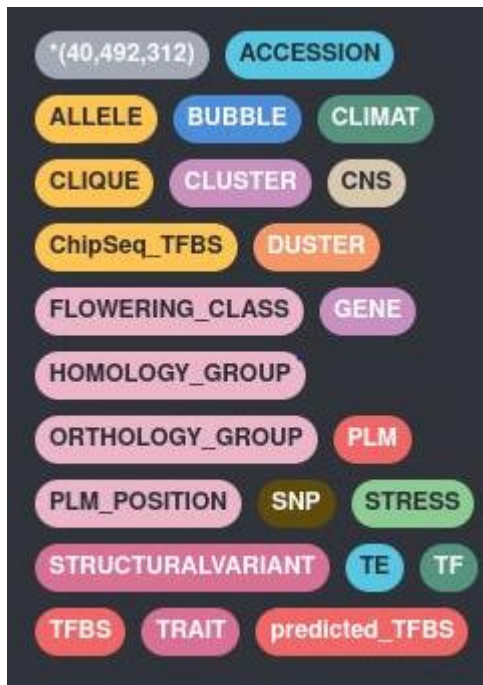 *(40,492,312) ACCESSION
ALLELE BUBBLE CLIMAT
CLIQUE CLUSTER CNS
ChipSeq_TFBS DUSTER
FLOWERING_CLASS GENE
HOMOLOGY_GROUP
ORTHOLOGY_GROUP PLM
PLM_POSITION SNP STRESS
STRUCTURALVARIANT TE TF
TFBS TRAIT predicted_TFBS